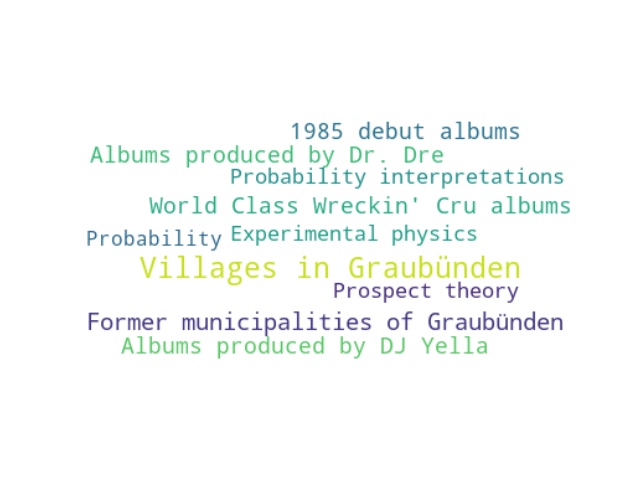 1985 debut albums
Albums produced by Dr. Dre
Probability interpretations
World Class Wreckin' Cru albums
Probability
Experimental physics
Villages in Graubünden
Prospect theory
Former municipalities of Graubünden
Albums produced by DJ Yella